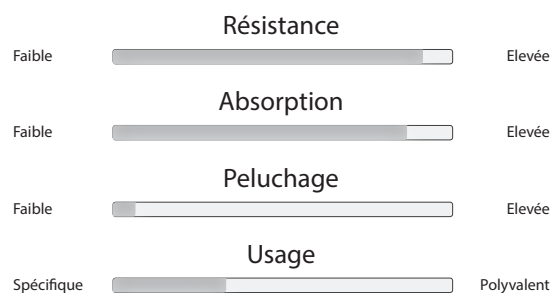 Résistance
Faible Elevée
Absorption
Faible Elevée
Peluchage
Faible Elevée
Usage
Spécifique Polyvalent